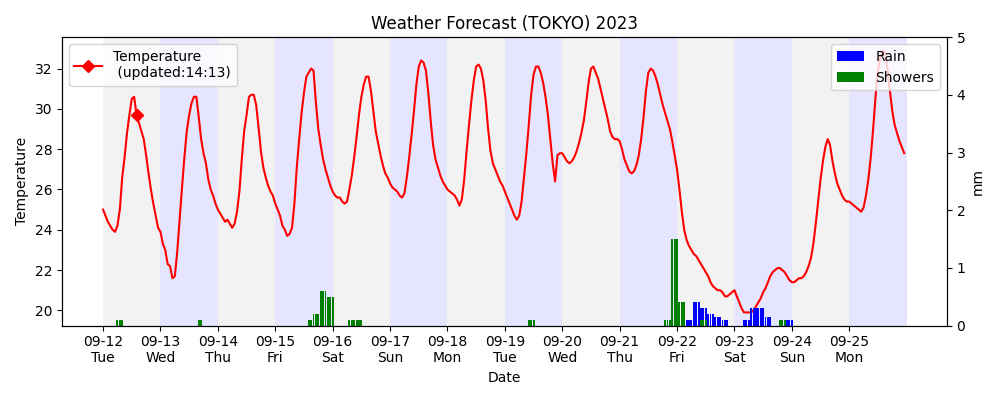 Weather Forecast (TOKYO) 2023
Temperature
(updated:14:13)
Rain
Showers
Temperature
32
30
28
26
24
22
20
5
4
3
2
1
0
mm
09-12 09-13 09-14 09-15 09-16 09-17 09-18 09-19 09-20 09-21 09-22 09-23 09-24 09-25
Tue Wed Thu Fri Sat Sun Mon Tue Wed Thu Fri Sat Sun Mon
Date